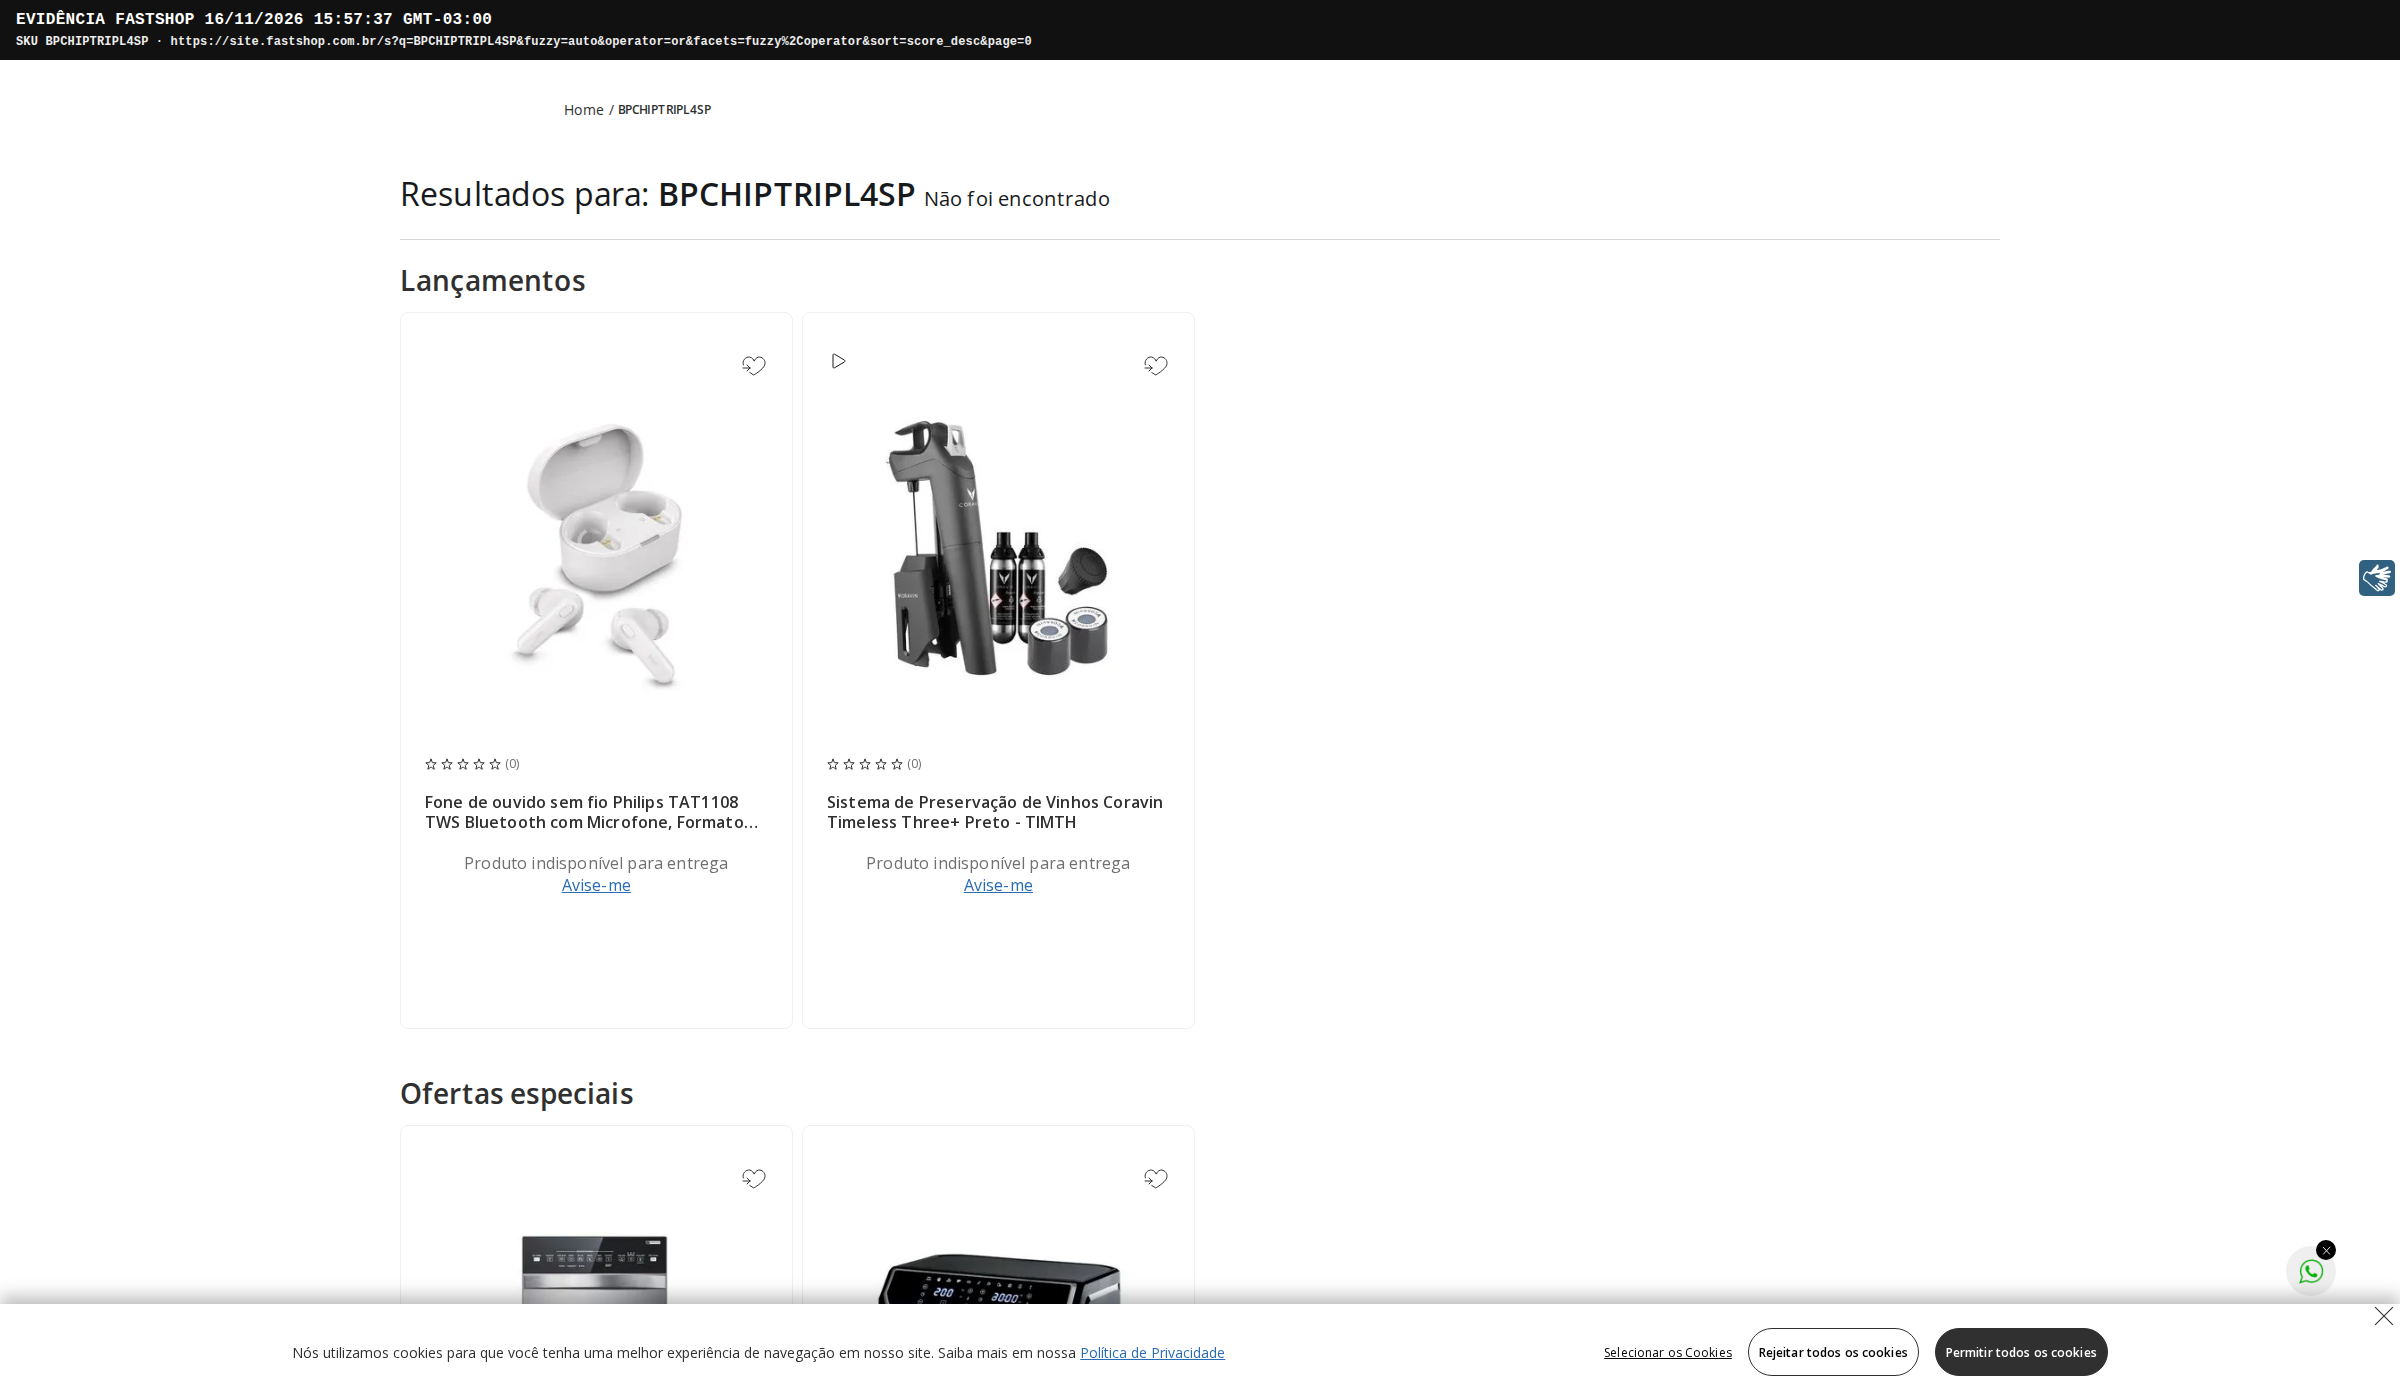 EVIDÊNCIA FASTSHOP 16/11/2026 15:57:37 GMT-03:00
SKU BPCHIPTRIPL4SP · https://site.fastshop.com.br/s?q=BPCHIPTRIPL4SP&fuzzy=auto&operator=or&facets=fuzzy%2Coperator&sort=score_desc&page=0
Home / BPCHIPTRIPL4SP
Resultados para: BPCHIPTRIPL4SP Não foi encontrado
Lançamentos
CORAVIN
(0)
(0)
Fone de ouvido sem fio Philips TAT1108
TWS Bluetooth com Microfone, Formato...
Sistema de Preservação de Vinhos Coravin
Timeless Three+ Preto - TIMTH
Produto indisponível para entrega
Avise-me
Produto indisponível para entrega
Avise-me
Ofertas especiais
200 3000
Nós utilizamos cookies para que você tenha uma melhor experiência de navegação em nosso site. Saiba mais em nossa Política de Privacidade
Selecionar os Cookies
Rejeitar todos os cookies
Permitir todos os cookies